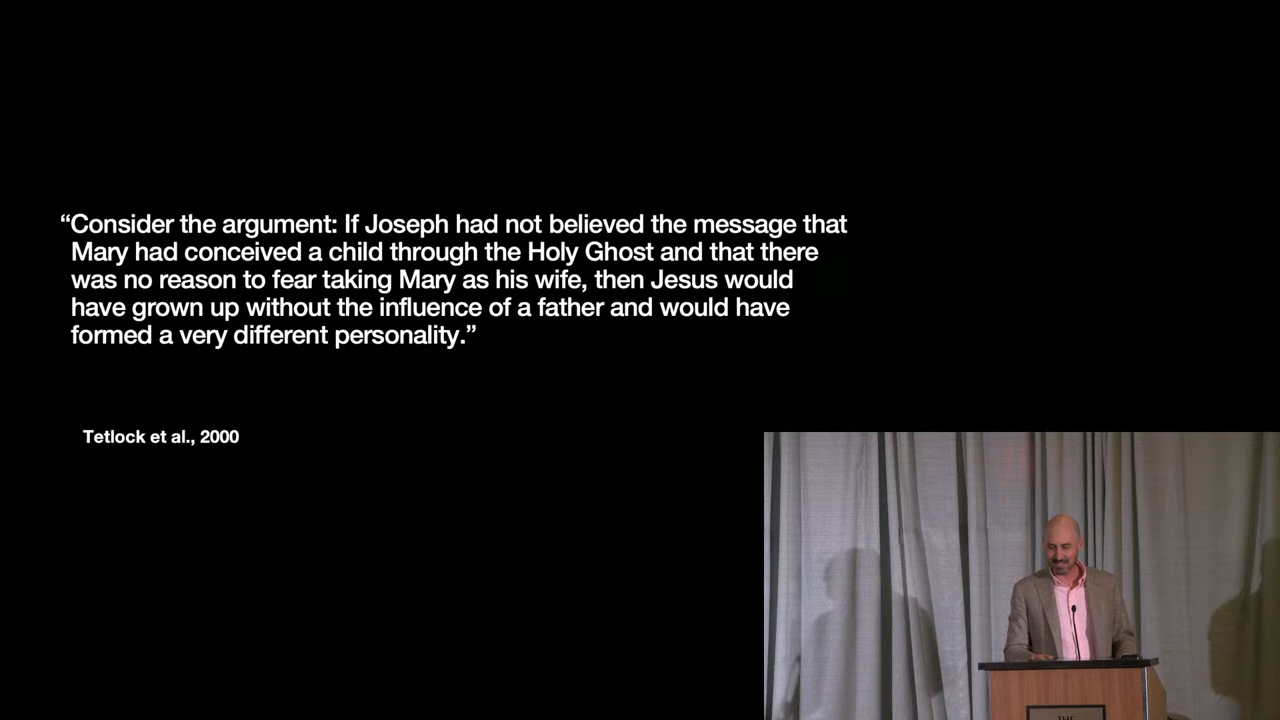 “Consider the argument: If Joseph had not believed the message that
Mary had conceived a child through the Holy Ghost and that there
was no reason to fear taking Mary as his wife, then Jesus would
have grown up without the influence of a father and would have
formed a very different personality.”
Tetlock et al., 2000
THE